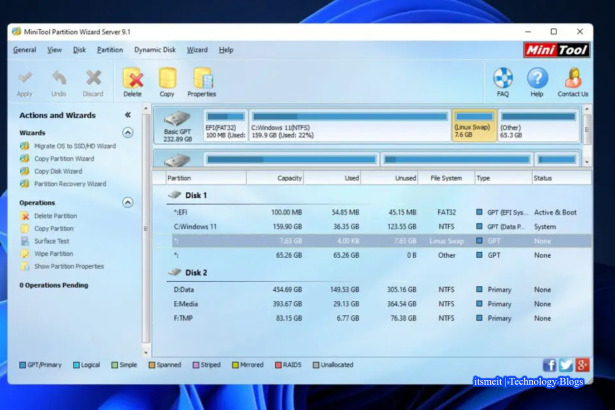 MiniTool Partition Wizard Server 9.1
General View Disk Partition Dynamic Disk Wizard Help
Mini Tool
Apply Undo Discard Delete Copy Properties FAQ Help Contact Us
Actions and Wizards
Wizards
Migrate OS to SSD/HD Wizard
Copy Partition Wizard
Copy Disk Wizard
Partition Recovery Wizard
Operations
Delete Partition
Copy Partition
Surface Test
Wipe Partition
Show Partition Properties
0 Operations Pending
Basic GPT
232.89 GB
EFI(FAT32)
100 MB (Used:
C:Windows 11(NTFS)
159.9 GB (Used: 22%)
(Linux Swap)
7.6 GB
(Other)
65.3 GB
Partition Capacity Used Unused File System Type Status
Disk 1
*:EFI 100.00 MB 54.85 MB 45.15 MB FAT32 GPT (EFI Sys... Active & Boot
C:Windows 11 159.90 GB 36.35 GB 123.55 GB NTFS GPT (Data P... System
*: 7.63 GB 4.00 KB 7.63 GB Linux Swap GPT None
*: 65.26 GB 65.26 GB 0 B Other GPT None
Disk 2
D:Data 454.69 GB 149.53 GB 305.16 GB NTFS Primary None
E:Media 393.67 GB 29.13 GB 364.54 GB NTFS Primary None
F:TMP 83.15 GB 6.77 GB 76.38 GB NTFS Primary None
GPT/Primary Logical Simple Spanned Striped Mirrored RAID5 Unallocated
itsmeit | Technology Blogs